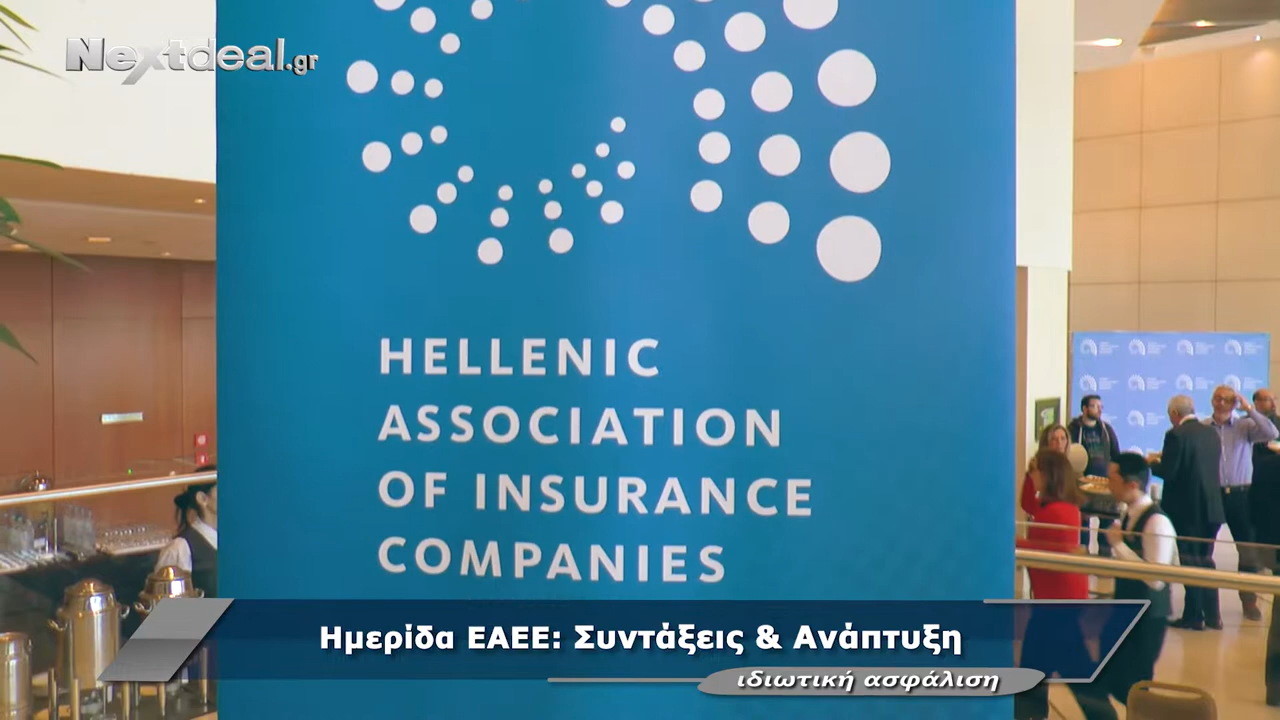 Nextdeal.gr
HELLENIC
ASSOCIATION
OF INSURANCE
COMPANIES
Ημερίδα ΕΑΕΕ: Συντάξεις & Ανάπτυξη
ιδιωτική ασφάλιση